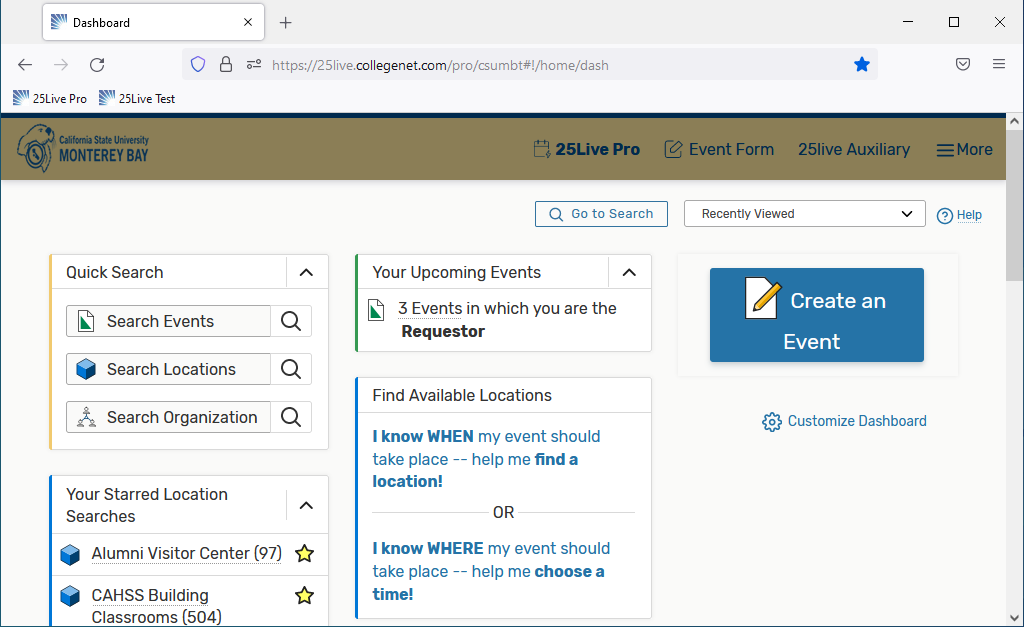 Dashboard
https://25live.collegenet.com/pro/csumbt#!/home/dash
25Live Pro
25Live Test
California State University
MONTEREY BAY
25Live Pro
Event Form
25live Auxiliary
More
Go to Search
Recently Viewed
Help
Quick Search
Search Events
Search Locations
Search Organization
Your Starred Location
Searches
Alumni Visitor Center (97)
CAHSS Building
Classrooms (504)
Your Upcoming Events
3 Events in which you are the
Requestor
Find Available Locations
I know WHEN my event should
take place -- help me find a
location!
OR
I know WHERE my event should
take place -- help me choose a
time!
Create an
Event
Customize Dashboard